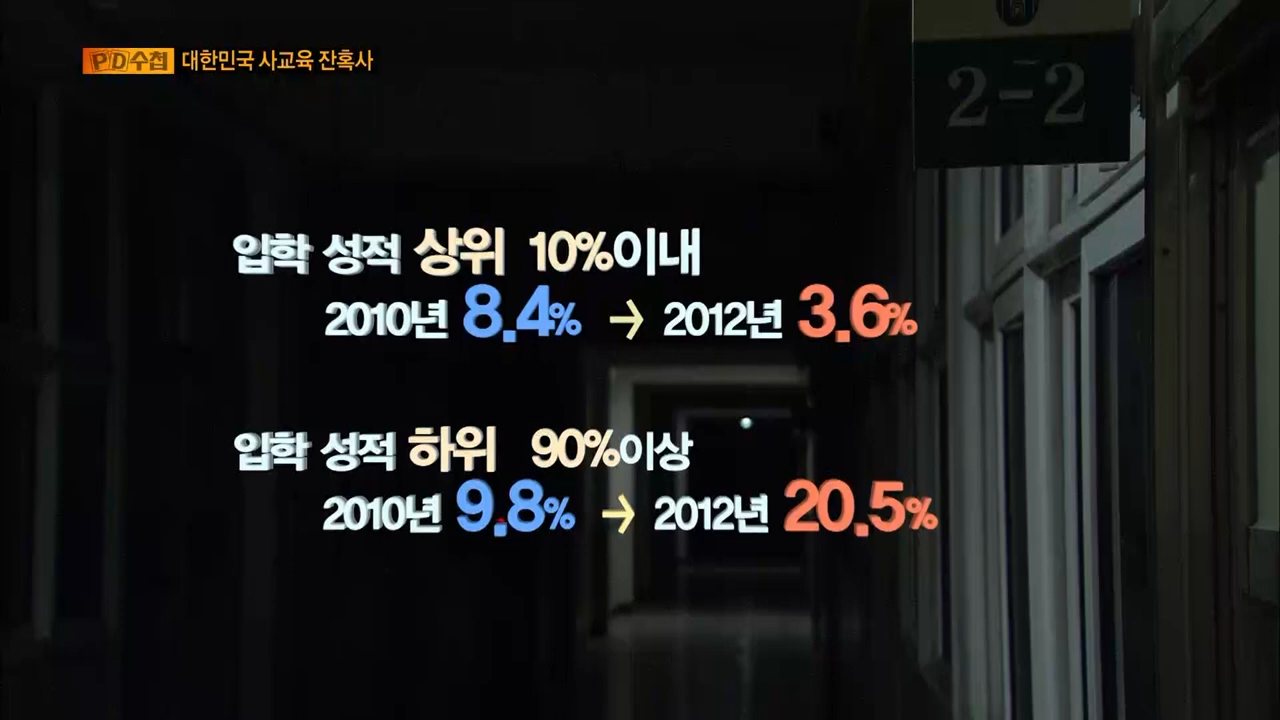 PD수첩 대한민국 사교육 잔혹사
2-2
입학 성적 상위 10%이내
2010년 8.4% → 2012년 3.6%
입학 성적 하위 90%이상
2010년 9.8% → 2012년 20.5%